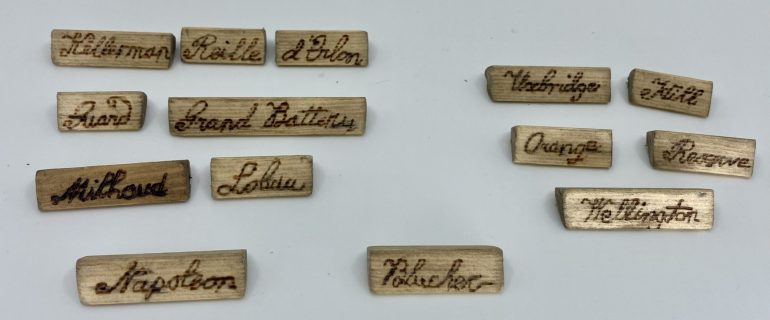 Kellerman
Reille
d'Erlon
Guard
Grand Battery
Milhaud
Lobau
Napoleon
Blucher
Uxbridge
Hill
Orange
Reserve
Wellington